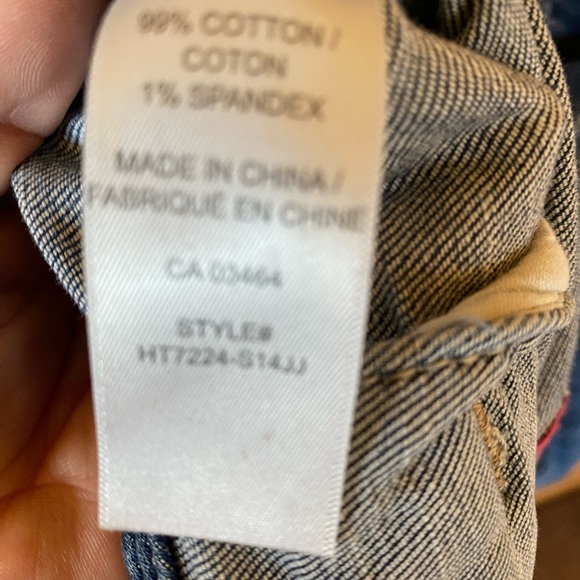 99% COTTON /
COTON
1% SPANDEX
MADE IN CHINA /
FABRIQUÉ EN CHINE
CA 03464
STYLE#
HT7224-S14JJ